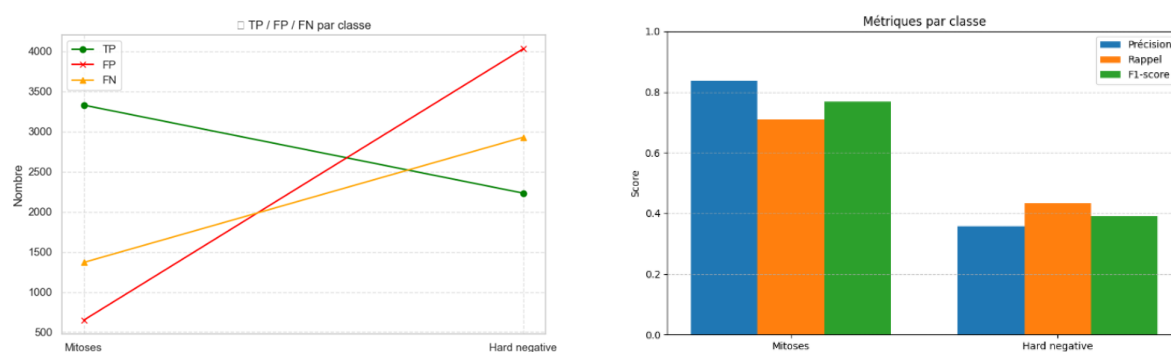 ▯ TP / FP / FN par classe
TP
FP
FN
4000
3500
3000
2500
2000
1500
1000
500
Nombre
Mitoses
Hard negative
Métriques par classe
Précision
Rappel
F1-score
1.0
0.8
0.6
0.4
0.2
0.0
Score
Mitoses
Hard negative